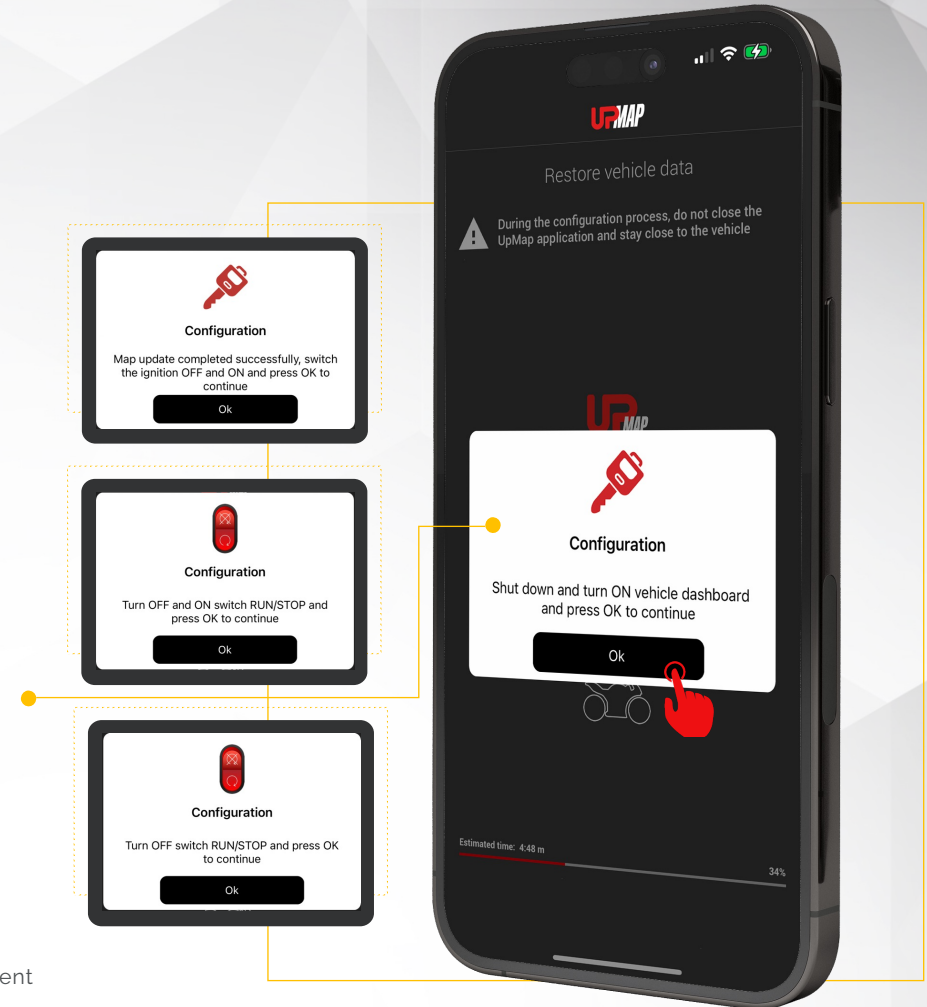 UPMAP
Restore vehicle data
During the configuration process, do not close the
UpMap application and stay close to the vehicle
Configuration
Map update completed successfully, switch
the ignition OFF and ON and press OK to
continue
Ok
UPMAP
Configuration
Shut down and turn ON vehicle dashboard
and press OK to continue
Ok
Configuration
Turn OFF and ON switch RUN/STOP and
press OK to continue
Ok
Configuration
Turn OFF switch RUN/STOP and press OK
to continue
Ok
Estimated time: 4:48 m
34%
ent